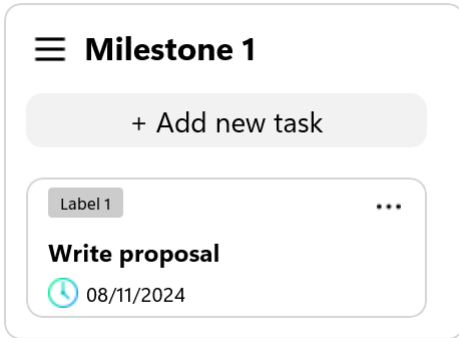 Milestone 1
+ Add new task
Label 1
Write proposal
08/11/2024